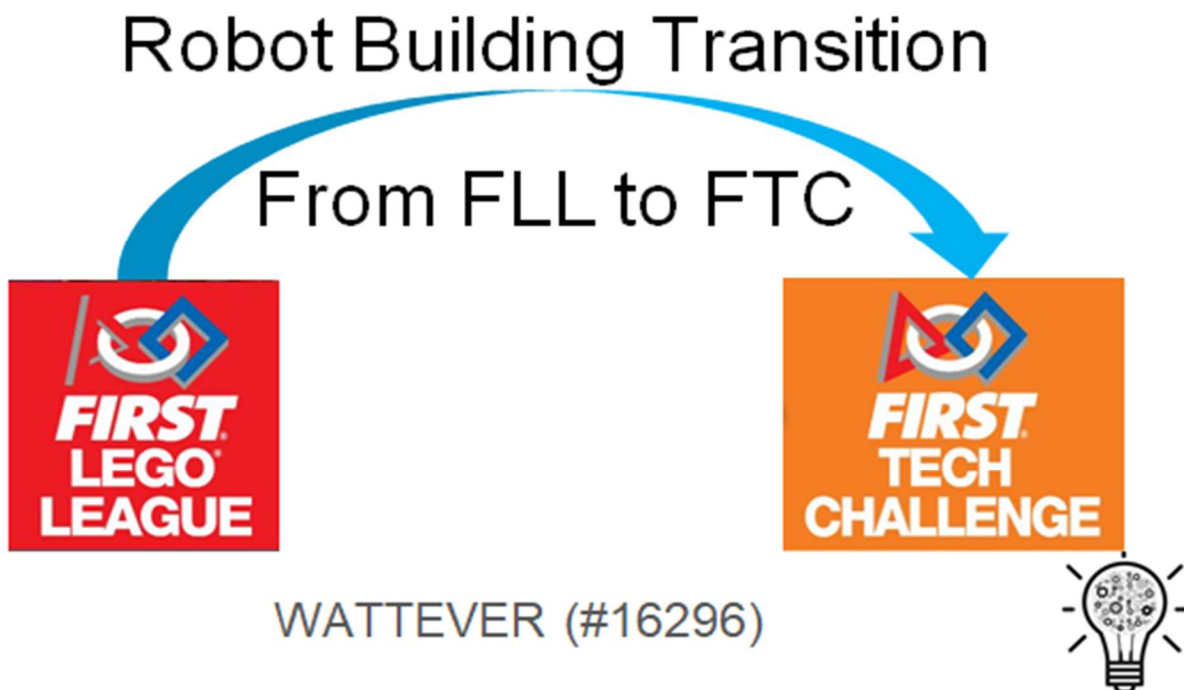 Robot Building Transition
From FLL to FTC
FIRST®
LEGO®
LEAGUE
FIRST®
TECH
CHALLENGE
WATTEVER (#16296)